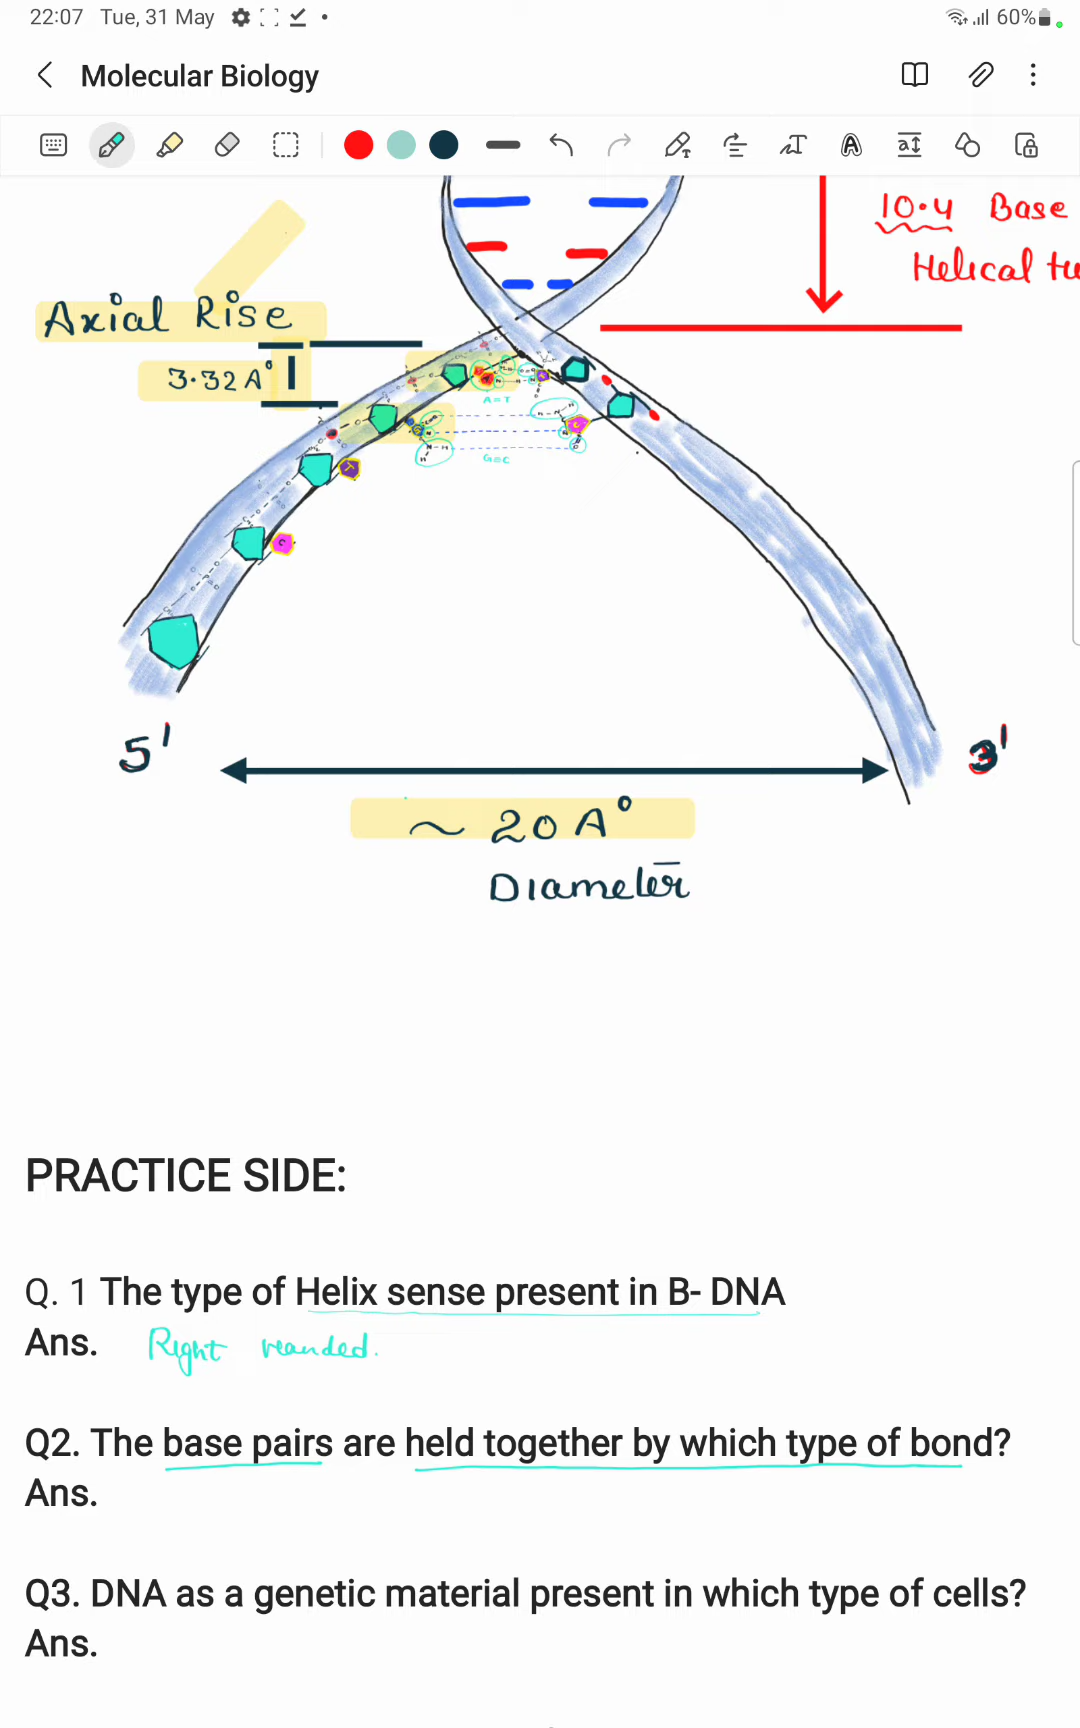 22:07 Tue, 31 May
60%
Molecular Biology
10.4 Base
Helical tu
Axial Rise
3.32 A°
A=T
G≡C
T
C
5'
3'
~ 20 A°
Diameter
PRACTICE SIDE:
Q. 1 The type of Helix sense present in B- DNA
Ans. Right handed.
Q2. The base pairs are held together by which type of bond?
Ans.
Q3. DNA as a genetic material present in which type of cells?
Ans.